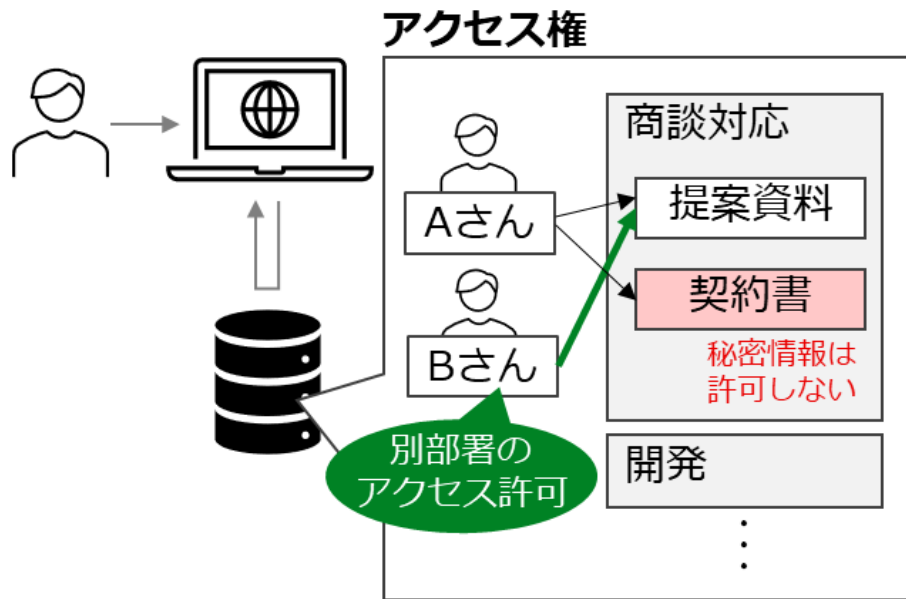 アクセス権
商談対応
提案資料
Aさん
契約書
秘密情報は
許可しない
Bさん
別部署の
アクセス許可
開発